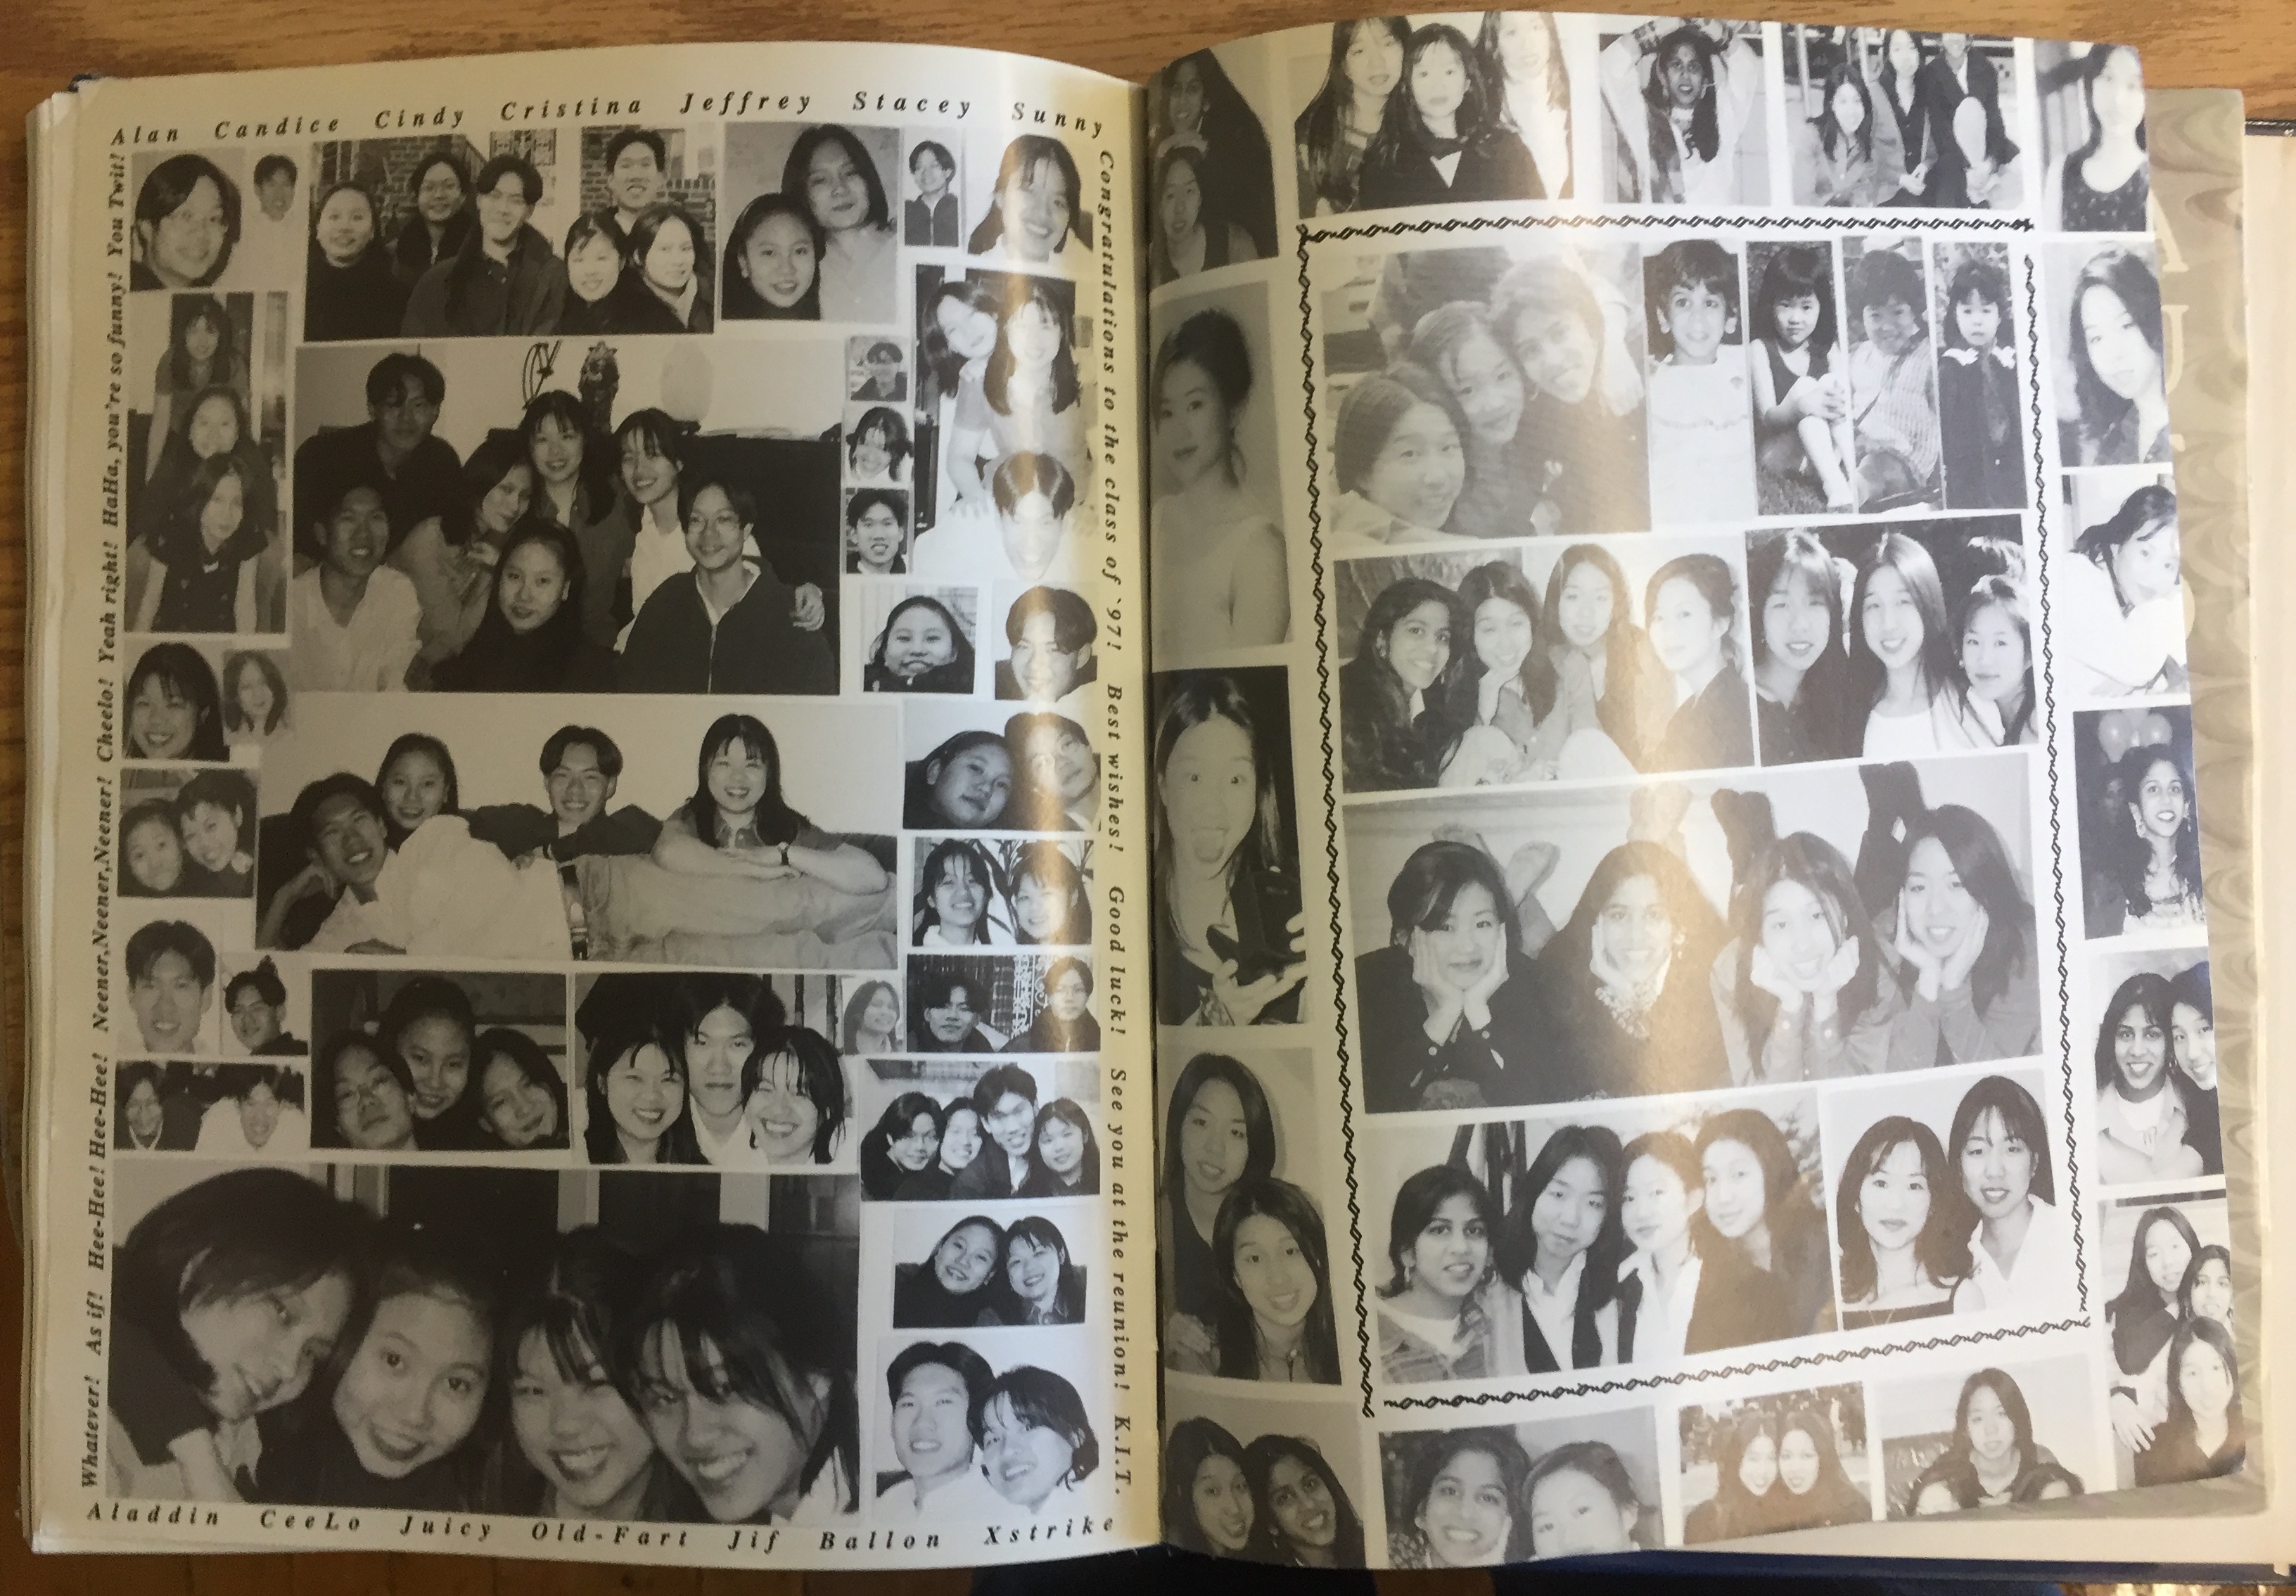 Alan Candice Cindy Cristina Jeffrey Stacey Sunny
Whatever! As if! Hee-Hee! Hee-Hee! Neener,Neener,Neener! Cheelo! Yeah right! HaHa, you're so funny! You Twit!
Congratulations to the class of `97! Best wishes! Good luck! See you at the reunion! K.I.T.
Aladdin CeeLo Juicy Old-Fart Jif Ballon Xstrike